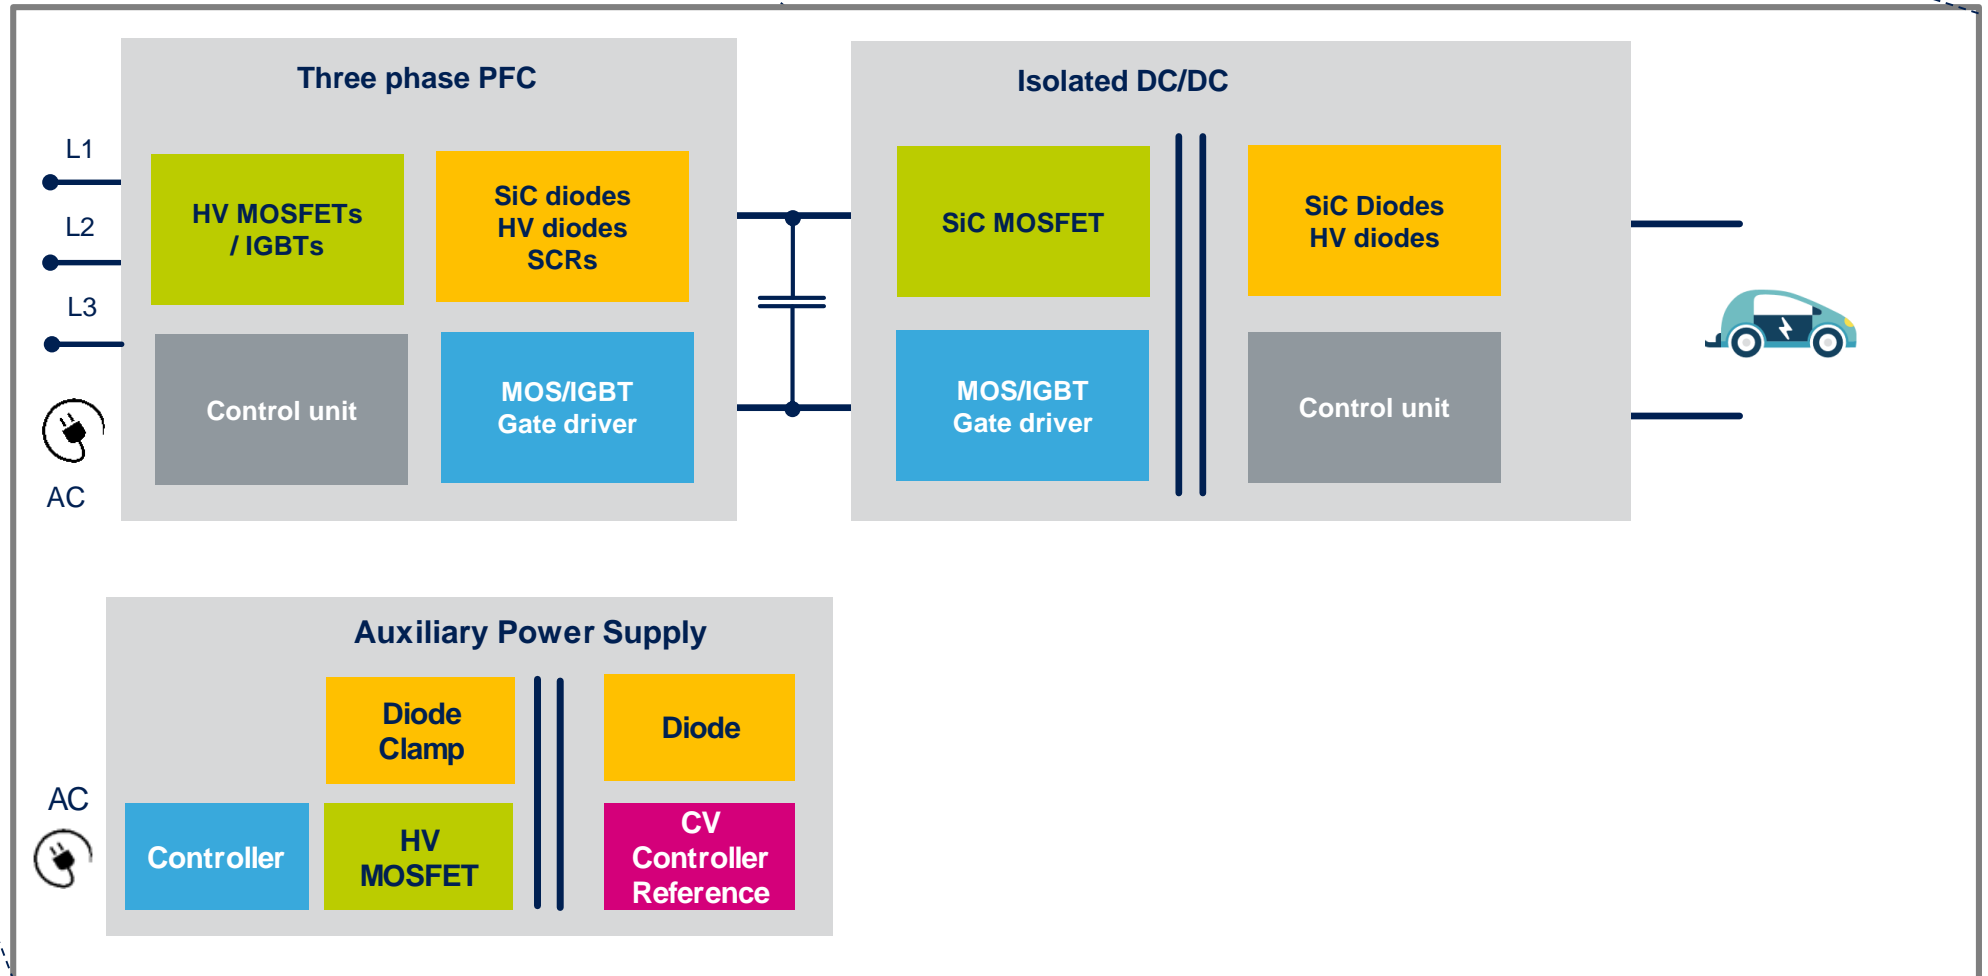 Three phase PFC
L1
L2
L3
AC
HV MOSFETs
/ IGBTs
SiC diodes
HV diodes
SCRs
Control unit
MOS/IGBT
Gate driver
Isolated DC/DC
SiC MOSFET
SiC Diodes
HV diodes
MOS/IGBT
Gate driver
Control unit
Auxiliary Power Supply
AC
Diode
Clamp
Diode
Controller
HV
MOSFET
CV
Controller
Reference